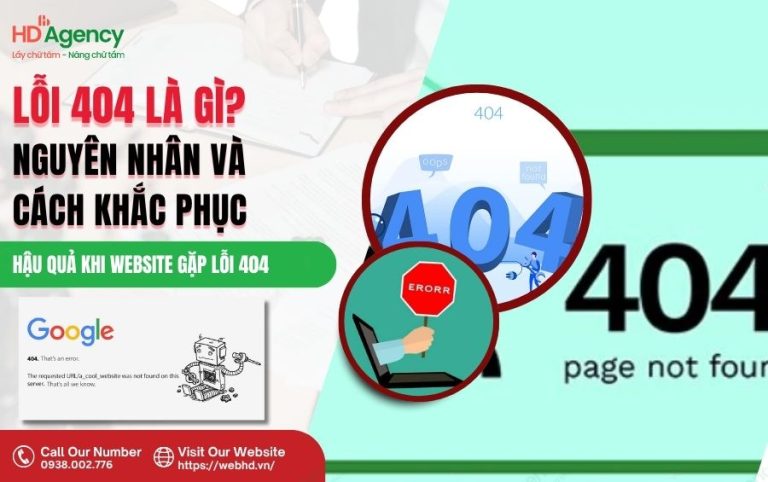 HD Agency
Lấy chữ tâm - Nâng chữ tầm
LỖI 404 LÀ GÌ?
NGUYÊN NHÂN VÀ
CÁCH KHẮC PHỤC
HẬU QUẢ KHI WEBSITE GẶP LỖI 404
Google
404. That's an error.
The requested URL/a_cool_website was not found on this
server. That's all we know.
Call Our Number
0938.002.776
Visit Our Website
https://webhd.vn/
404
oops
not
found
404
ERORR
404
page not four